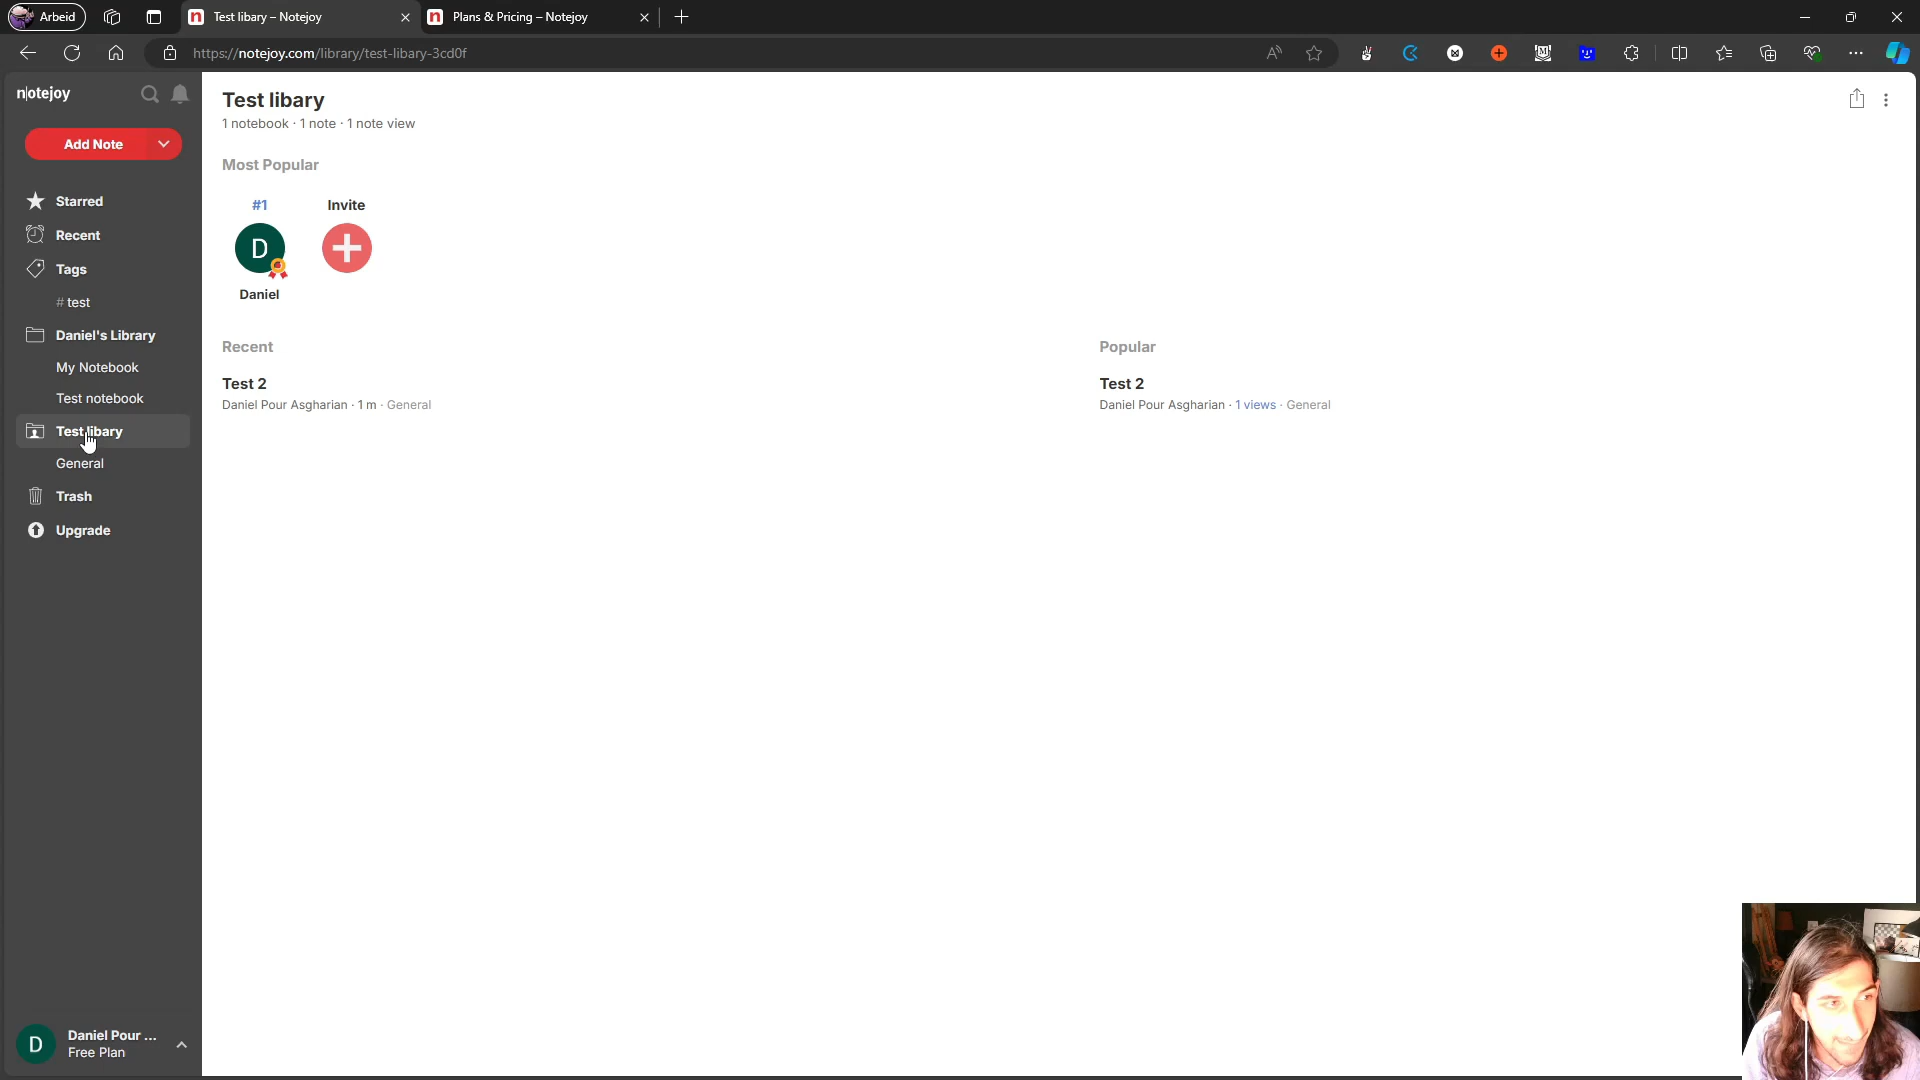 Arbeid
Test libary – Notejoy
Plans & Pricing – Notejoy
https://notejoy.com/library/test-libary-3cd0f
notejoy
Add Note
Starred
Recent
Tags
# test
Daniel's Library
My Notebook
Test notebook
Test libary
General
Trash
Upgrade
D
Daniel Pour ...
Free Plan
Test libary
1 notebook · 1 note · 1 note view
Most Popular
#1
Invite
D
Daniel
Recent
Test 2
Daniel Pour Asgharian · 1 m · General
Popular
Test 2
Daniel Pour Asgharian · 1 views · General